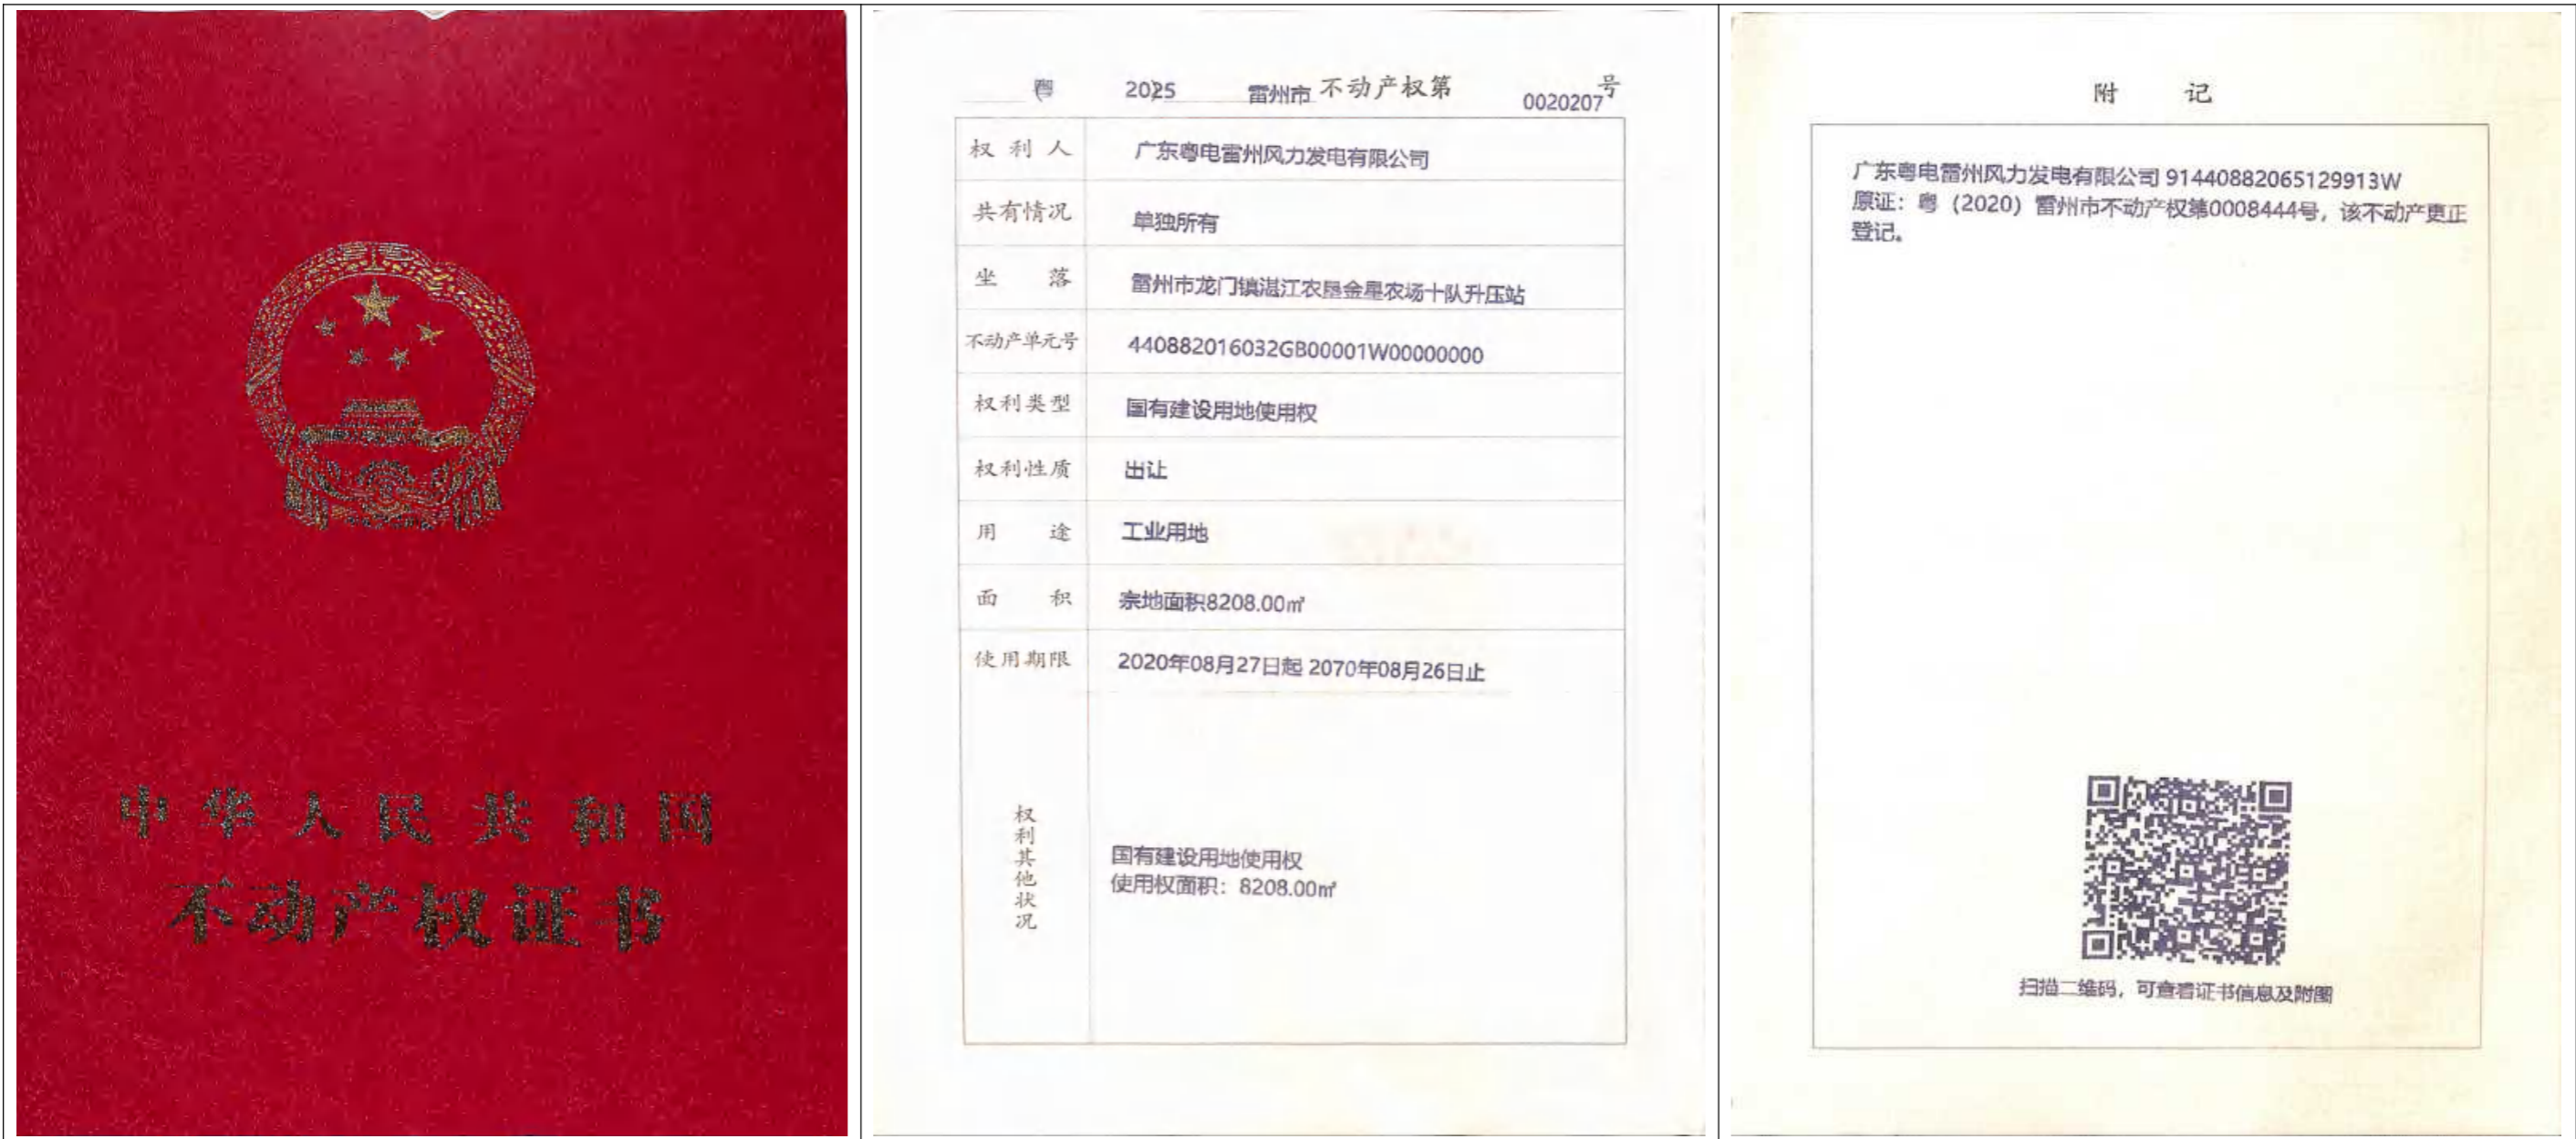 中华人民共和国
不动产权证书
粤( 2025 雷州市 不动产权第 0020207 号
权利人 广东粤电雷州风力发电有限公司
共有情况 单独所有
坐落 雷州市龙门镇湛江农垦金星农场十队升压站
不动产单元号 440882016032GB00001W00000000
权利类型 国有建设用地使用权
权利性质 出让
用途 工业用地
面积 宗地面积8208.00㎡
使用期限 2020年08月27日起 2070年08月26日止
权利其他状况
国有建设用地使用权
使用权面积：8208.00㎡
附记
广东粤电雷州风力发电有限公司 91440882065129913W
原证：粤（2020）雷州市不动产权第0008444号，该不动产更正
登记。
扫描二维码，可查看证书信息及附图